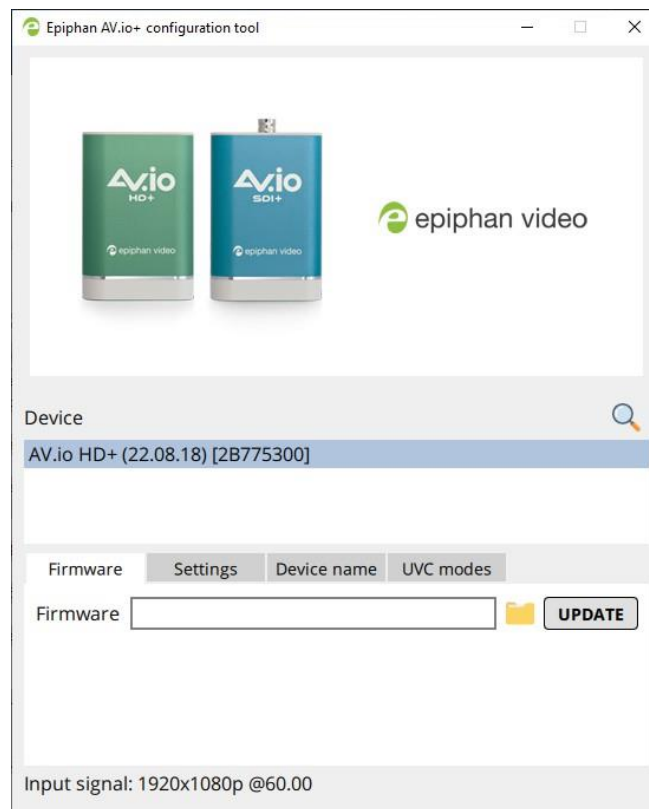 Epiphan AV.io+ configuration tool
AV.io
HD+
epiphan video
AV.io
SDI+
epiphan video
epiphan video
Device
AV.io HD+ (22.08.18) [2B775300]
Firmware Settings Device name UVC modes
Firmware UPDATE
Input signal: 1920x1080p @60.00